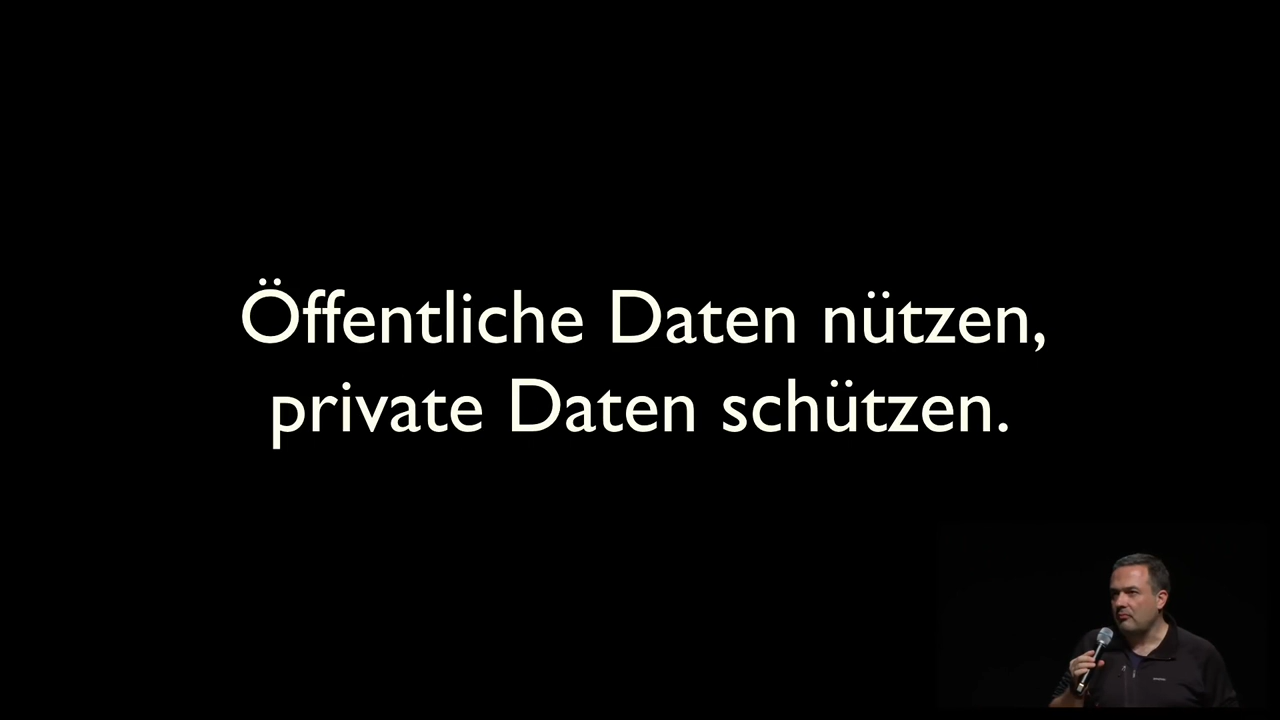 Öffentliche Daten nützen,
private Daten schützen.